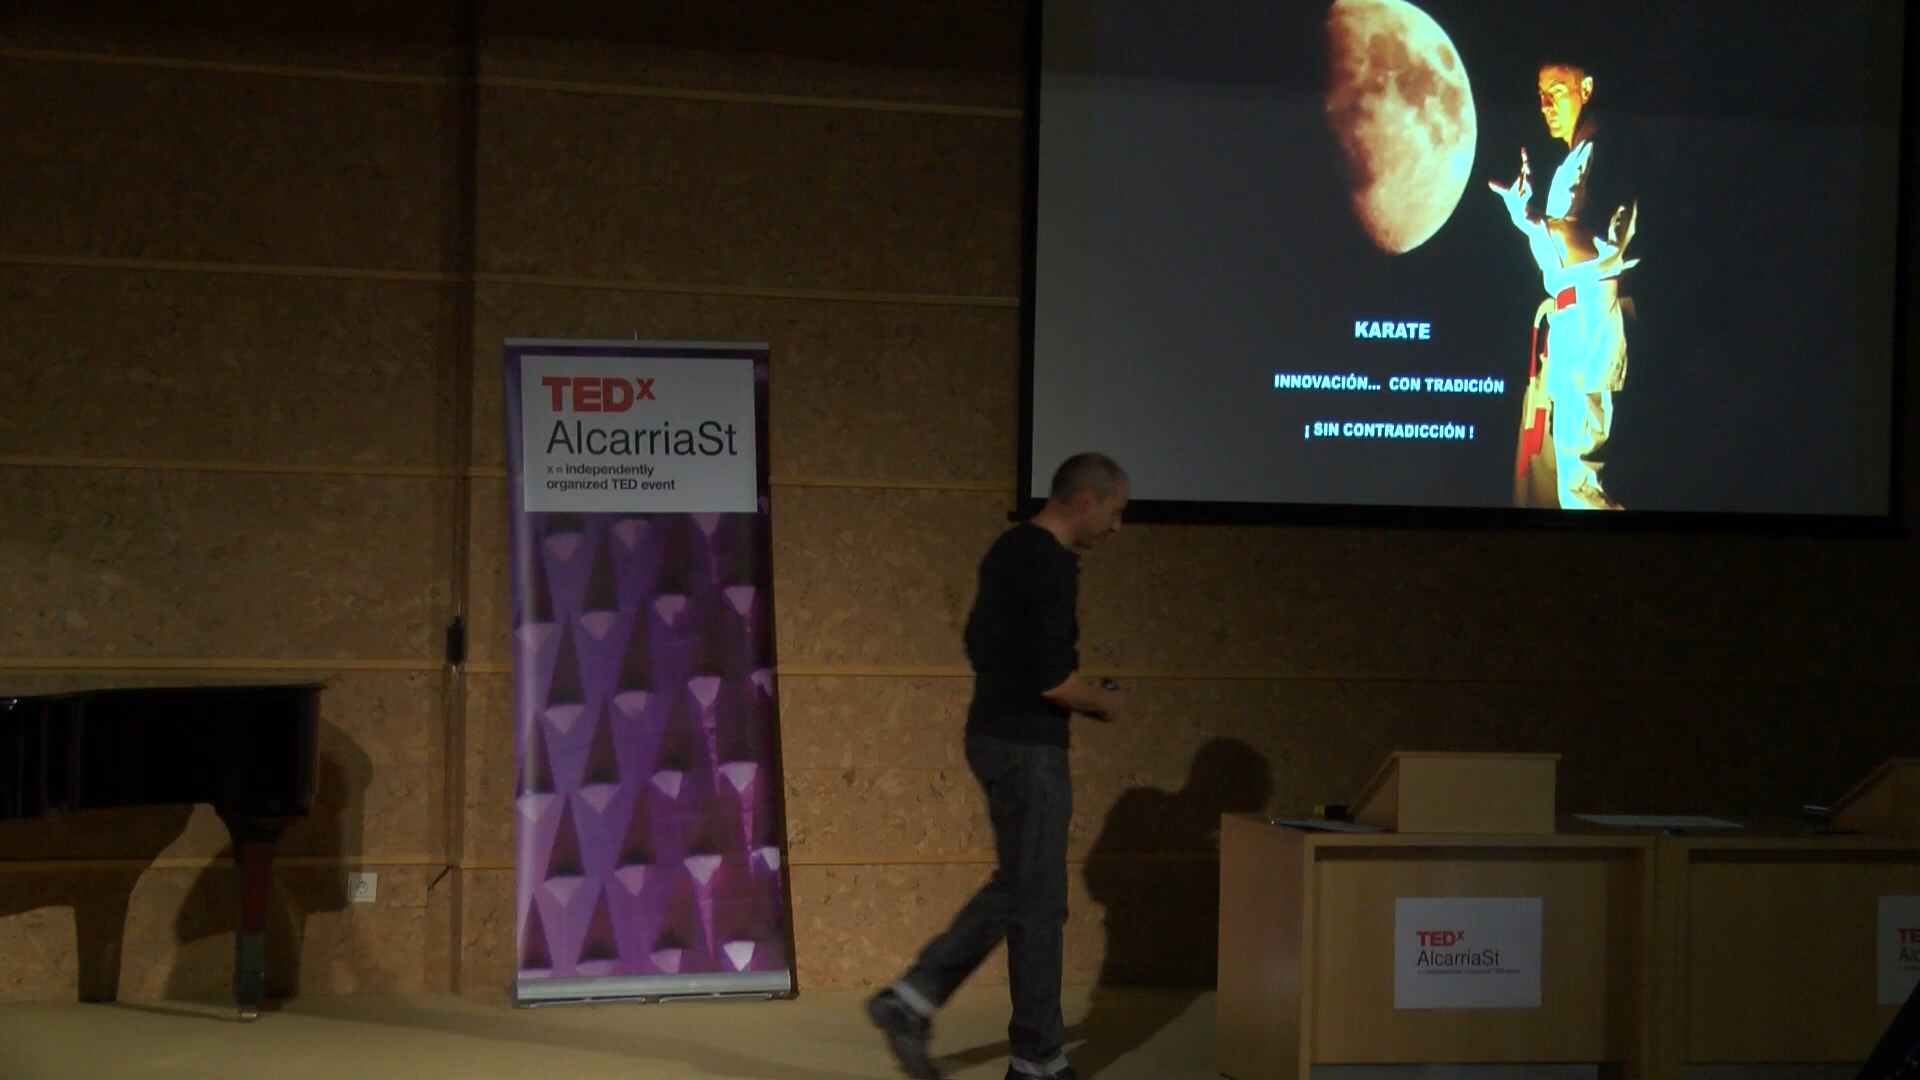 KARATE
INNOVACIÓN... CON TRADICIÓN
¡ SIN CONTRADICCIÓN !
TEDx
AlcarriaSt
x = independently
organized TED event
TEDx
AlcarriaSt